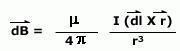 dB = μ / 4 π I (dl X r) / r³